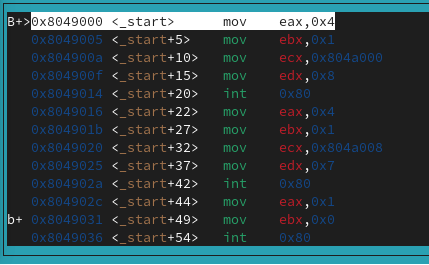 B+>0x8049000 <_start>      mov    eax,0x4
0x8049005 <_start+5>    mov    ebx,0x1
0x804900a <_start+10>   mov    ecx,0x804a000
0x804900f <_start+15>   mov    edx,0x8
0x8049014 <_start+20>   int    0x80
0x8049016 <_start+22>   mov    eax,0x4
0x804901b <_start+27>   mov    ebx,0x1
0x8049020 <_start+32>   mov    ecx,0x804a008
0x8049025 <_start+37>   mov    edx,0x7
0x804902a <_start+42>   int    0x80
0x804902c <_start+44>   mov    eax,0x1
b+ 0x8049031 <_start+49>   mov    ebx,0x0
0x8049036 <_start+54>   int    0x80